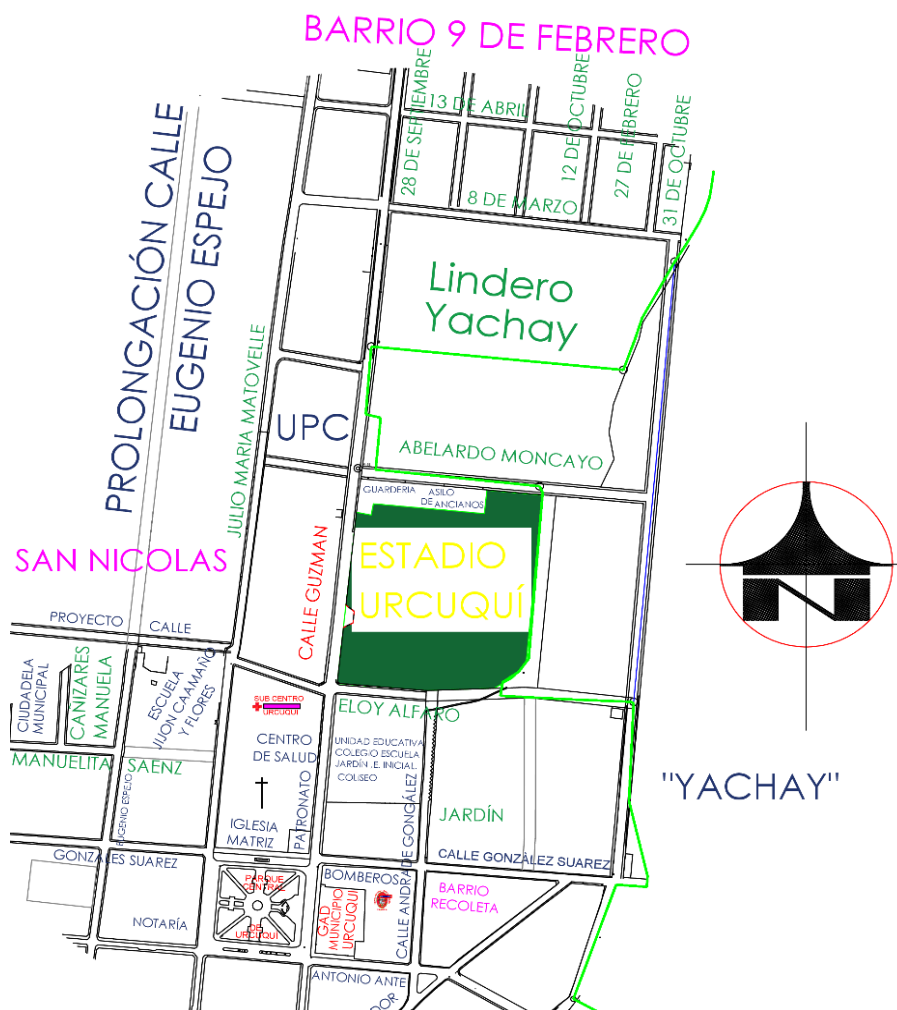 BARRIO 9 DE FEBRERO
13 DE ABRIL
28 DE SEPTIEMBRE
12 DE OCTUBRE
27 DE FEBRERO
31 DE OCTUBRE
8 DE MARZO
PROLONGACIÓN CALLE
EUGENIO ESPEJO
Lindero
Yachay
JULIO MARIA MATOVELLE
UPC
ABELARDO MONCAYO
GUARDERIA
ASILO
DE ANCIANOS
ESTADIO
URCUQUÍ
CALLE GUZMAN
SAN NICOLAS
PROYECTO CALLE
N
CIUDADELA
MUNICIPAL
CANIZARES
MANUELA
ESCUELA
JIJON CAAMAÑO
Y FLORES
SUB CENTRO
URCUQUI
ELOY ALFARO
CENTRO
DE SALUD
UNIDAD EDUCATIVA
COLEGIO ESCUELA
JARDÍN .E. INICIAL.
COLISEO
MANUELITA SAENZ
EUGENIO ESPEJO
PATRONATO
IGLESIA
MATRIZ
JARDÍN
"YACHAY"
CALLE ANDRA DE GONGÁLEZ
GONZALES SUAREZ
CALLE GONZÁLEZ SUAREZ
BOMBEROS
PARQUE
CENTRAL
DE
URCUQUI
GAD
MUNICIPIO
URCUQUI
BARRIO
RECOLETA
NOTARÍA
ANTONIO ANTE
DOR